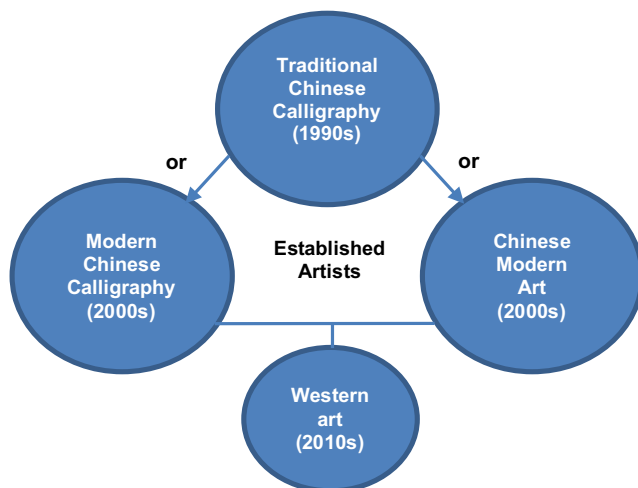 Traditional
Chinese
Calligraphy
(1990s)
or
or
Modern
Chinese
Calligraphy
(2000s)
Established
Artists
Chinese
Modern
Art
(2000s)
Western
art
(2010s)